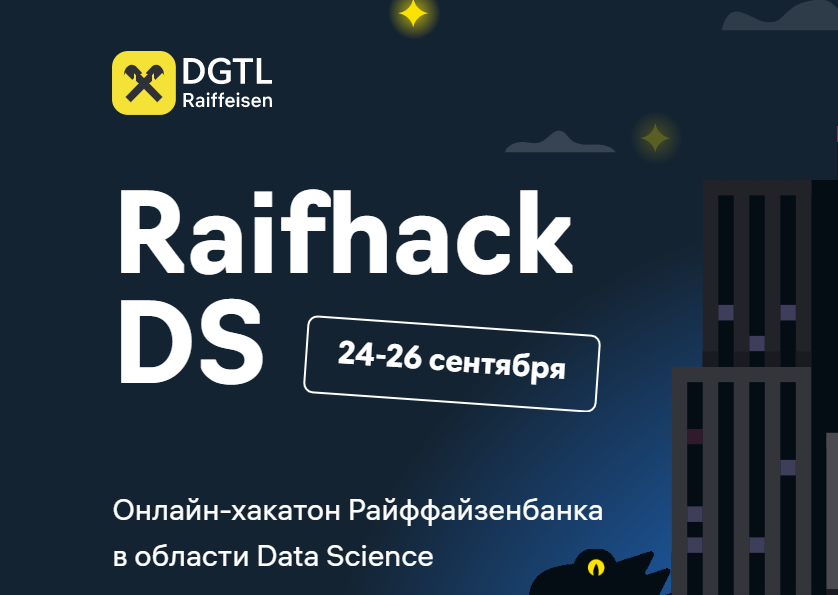 DGTL
Raiffeisen
Raifhack
DS
24-26 сентября
Онлайн-хакатон Райффайзенбанка
в области Data Science